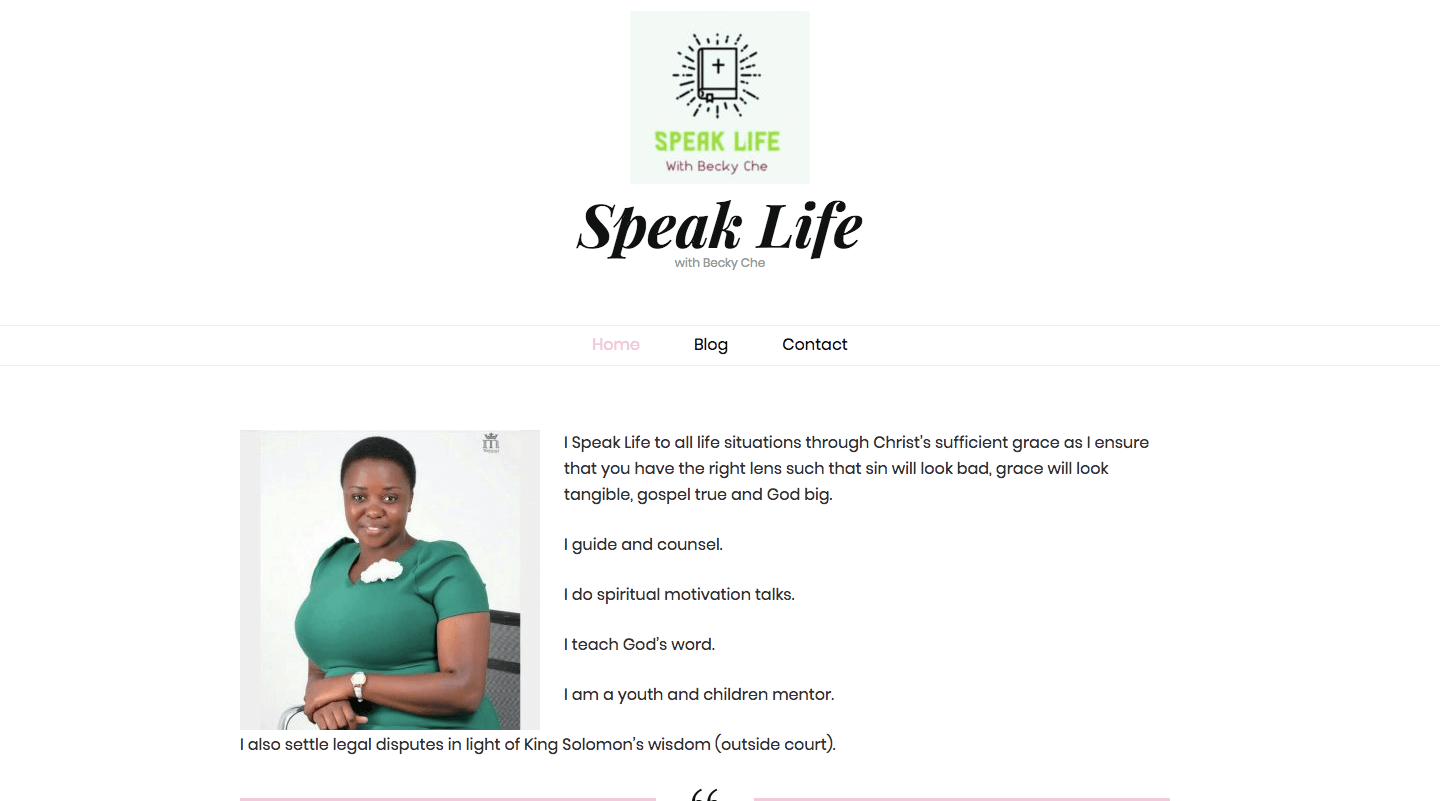 SPEAK LIFE
With Becky Che
Speak Life
with Becky Che
Home Blog Contact
I Speak Life to all life situations through Christ’s sufficient grace as I ensure
that you have the right lens such that sin will look bad, grace will look
tangible, gospel true and God big.
I guide and counsel.
I do spiritual motivation talks.
I teach God’s word.
I am a youth and children mentor.
I also settle legal disputes in light of King Solomon’s wisdom (outside court).